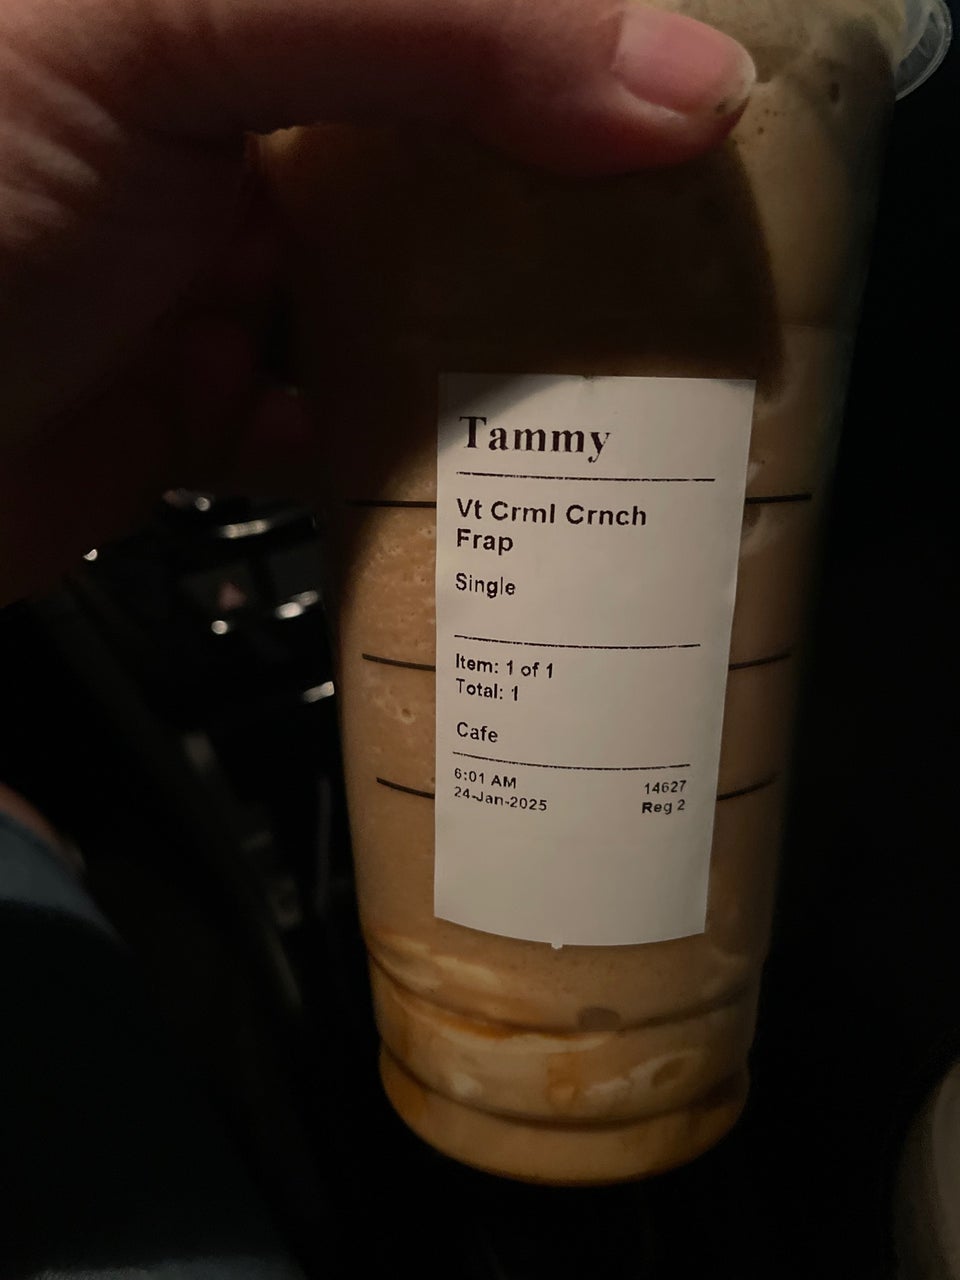 Tammy
Vt Crml Crnch
Frap
Single
Item: 1 of 1
Total: 1
Cafe
6:01 AM 14627
24-Jan-2025 Reg 2